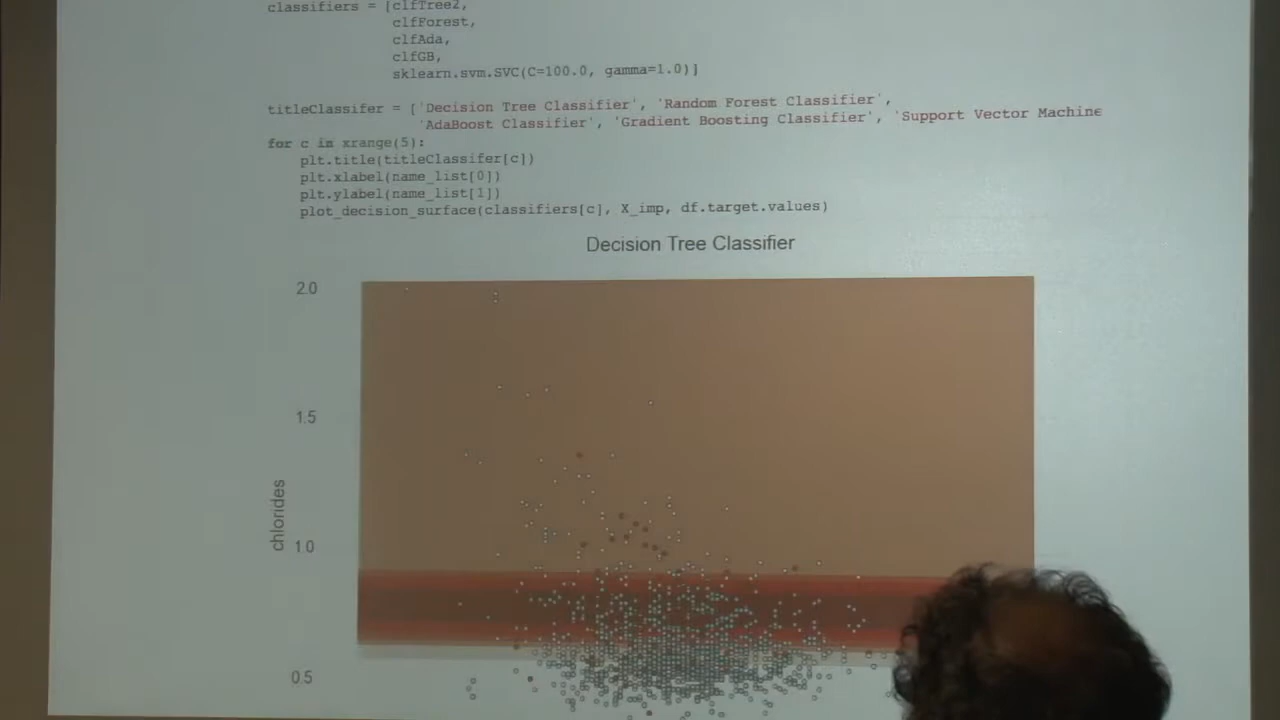 classifiers = [clfTree2,
clfForest,
clfAda,
clfGB,
sklearn.svm.SVC(C=100.0, gamma=1.0)]
titleClassifer = ['Decision Tree Classifier', 'Random Forest Classifier',
'AdaBoost Classifier', 'Gradient Boosting Classifier', 'Support Vector Machine
for c in xrange(5):
plt.title(titleClassifer[c])
plt.xlabel(name_list[0])
plt.ylabel(name_list[1])
plot_decision_surface(classifiers[c], X_imp, df.target.values)
Decision Tree Classifier
2.0
1.5
chlorides
1.0
0.5